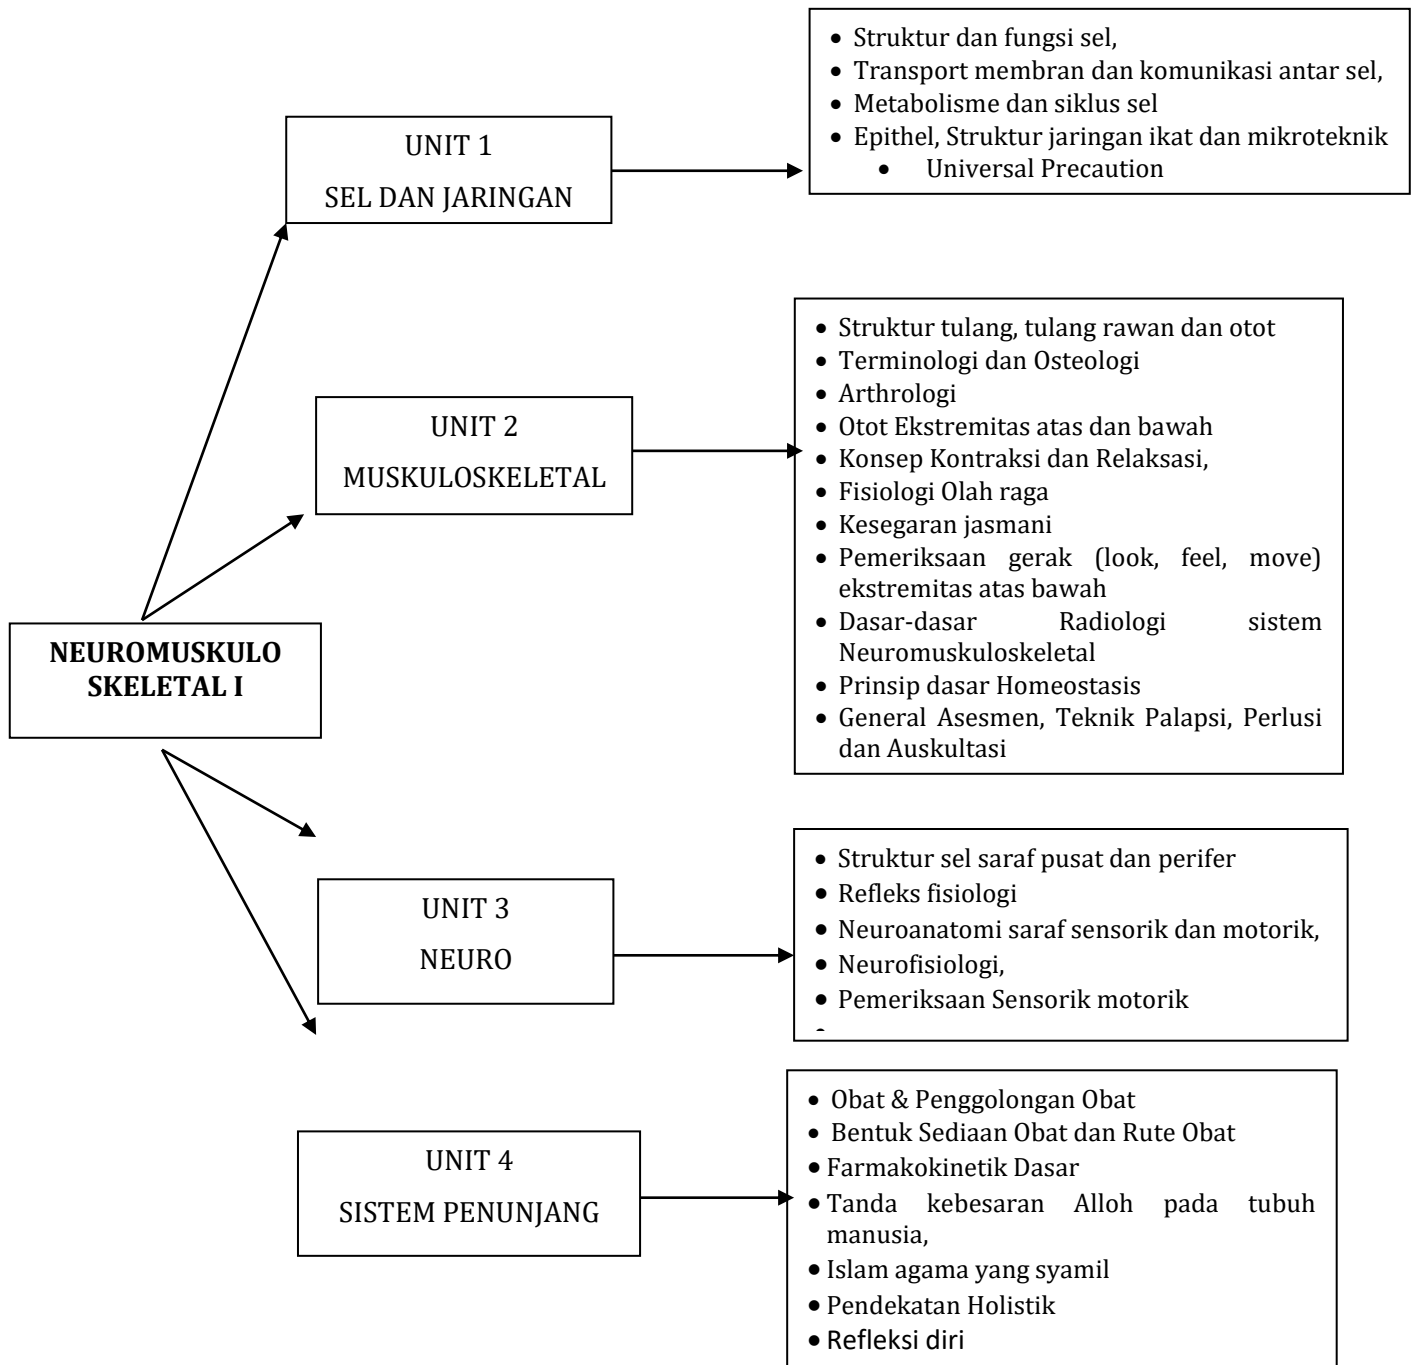 • Struktur dan fungsi sel,
• Transport membran dan komunikasi antar sel,
• Metabolisme dan siklus sel
• Epithel, Struktur jaringan ikat dan mikroteknik
• Universal Precaution
UNIT 1
SEL DAN JARINGAN
• Struktur tulang, tulang rawan dan otot
• Terminologi dan Osteologi
• Arthrologi
• Otot Ekstremitas atas dan bawah
• Konsep Kontraksi dan Relaksasi,
• Fisiologi Olah raga
• Kesegaran jasmani
• Pemeriksaan gerak (look, feel, move)
ekstremitas atas bawah
• Dasar-dasar Radiologi sistem
Neuromuskuloskeletal
• Prinsip dasar Homeostasis
• General Asesmen, Teknik Palapsi, Perlusi
dan Auskultasi
UNIT 2
MUSKULOSKELETAL
NEUROMUSKULO
SKELETAL I
• Struktur sel saraf pusat dan perifer
• Refleks fisiologi
• Neuroanatomi saraf sensorik dan motorik,
• Neurofisiologi,
• Pemeriksaan Sensorik motorik
UNIT 3
NEURO
• Obat & Penggolongan Obat
• Bentuk Sediaan Obat dan Rute Obat
• Farmakokinetik Dasar
• Tanda kebesaran Alloh pada tubuh
manusia,
• Islam agama yang syamil
• Pendekatan Holistik
• Refleksi diri
UNIT 4
SISTEM PENUNJANG